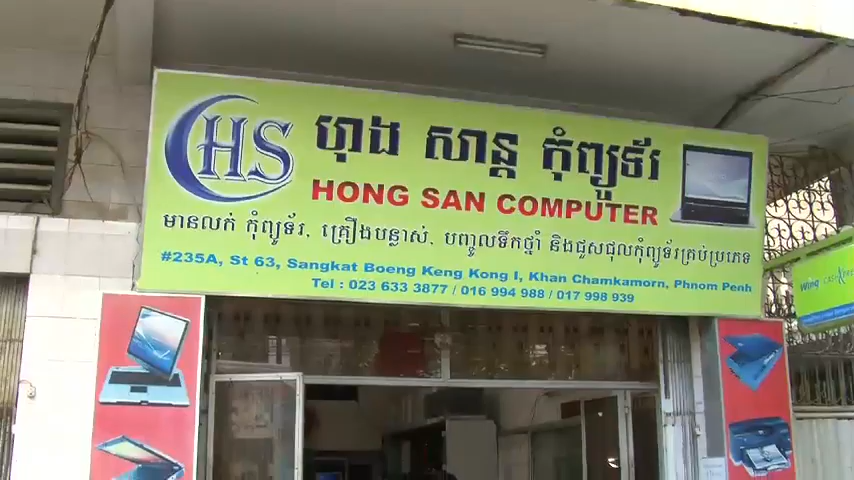 HS
ហុង សាន្ត កុំព្យូទ័រ
HONG SAN COMPUTER
មានលក់ កុំព្យូទ័រ, គ្រឿងបន្លាស់, បញ្ចូលទឹកថ្នាំ និងជួសជុលកុំព្យូទ័រគ្រប់ប្រភេទ
#235A, St 63, Sangkat Boeng Keng Kong I, Khan Chamkamorn, Phnom Penh
Tel : 023 633 3877 / 016 994 988 / 017 998 939
Wing